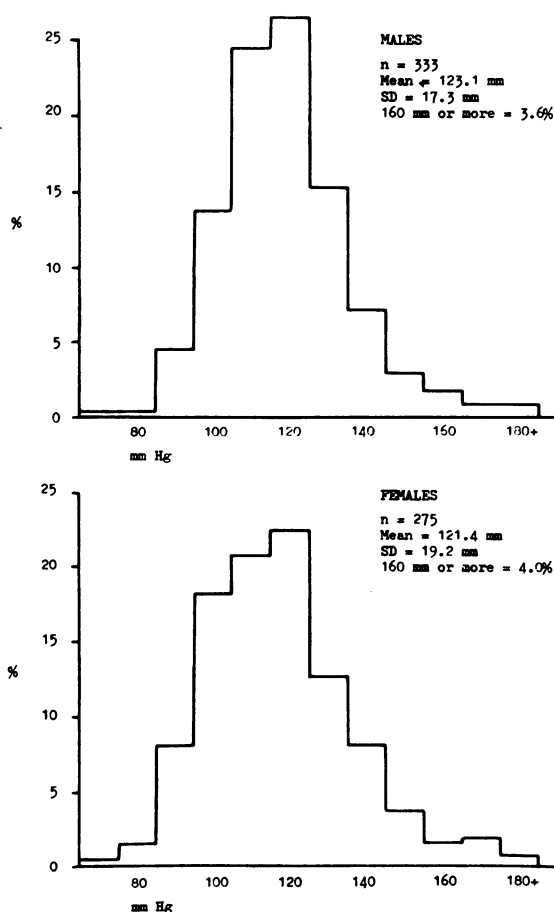 25
20
15
%
10
5
0
MALES
n = 333
Mean = 123.1 mm
SD = 17.3 mm
160 mm or more = 3.6%
80 100 120 140 160 180+
mm Hg
25
20
15
%
10
5
0
FEMALES
n = 275
Mean = 121.4 mm
SD = 19.2 mm
160 mm or more = 4.0%
80 100 120 140 160 180+
mm Hg